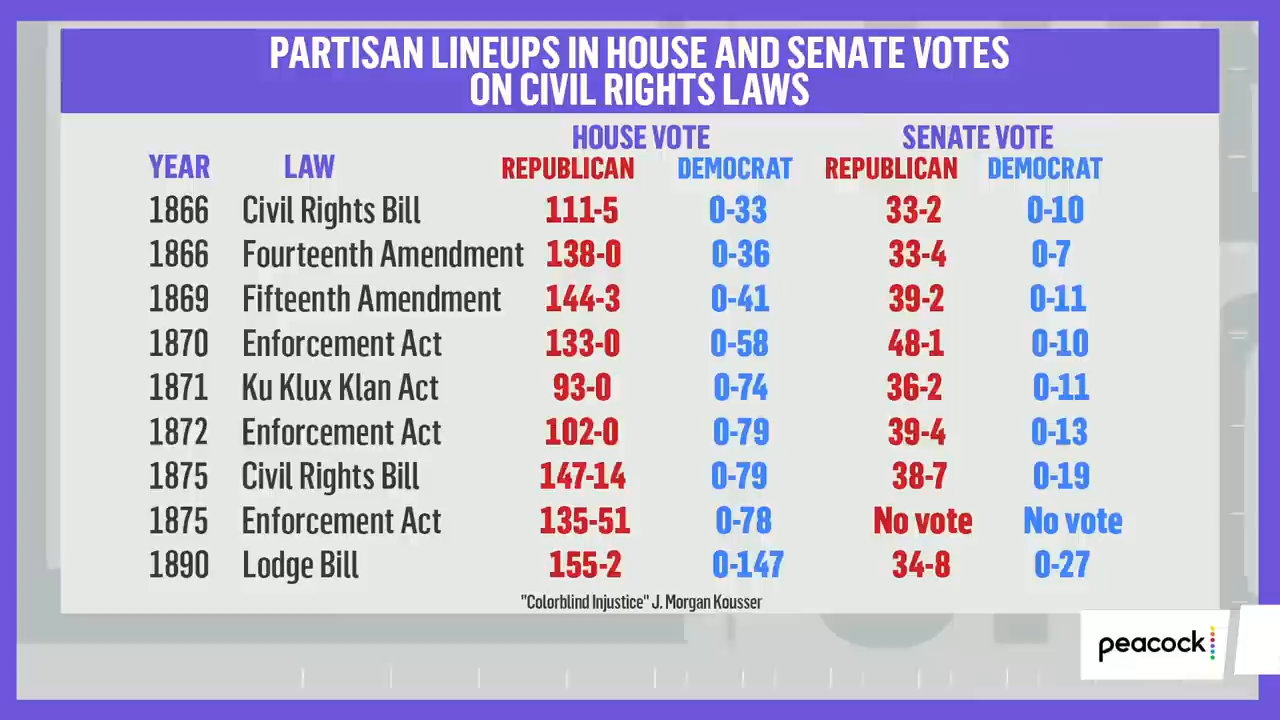 PARTISAN LINEUPS IN HOUSE AND SENATE VOTES
ON CIVIL RIGHTS LAWS
HOUSE VOTE SENATE VOTE
YEAR LAW REPUBLICAN DEMOCRAT REPUBLICAN DEMOCRAT
1866 Civil Rights Bill 111-5 0-33 33-2 0-10
1866 Fourteenth Amendment 138-0 0-36 33-4 0-7
1869 Fifteenth Amendment 144-3 0-41 39-2 0-11
1870 Enforcement Act 133-0 0-58 48-1 0-10
1871 Ku Klux Klan Act 93-0 0-74 36-2 0-11
1872 Enforcement Act 102-0 0-79 39-4 0-13
1875 Civil Rights Bill 147-14 0-79 38-7 0-19
1875 Enforcement Act 135-51 0-78 No vote No vote
1890 Lodge Bill 155-2 0-147 34-8 0-27
"Colorblind Injustice" J. Morgan Kousser
peacock